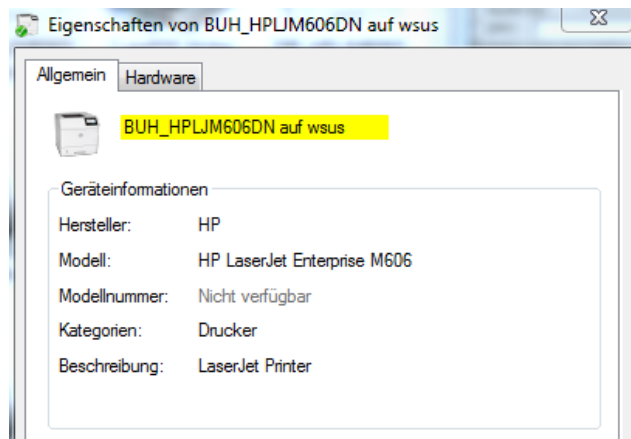 Eigenschaften von BUH_HPLJM606DN auf wsus
Allgemein Hardware
BUH_HPLJM606DN auf wsus
Geräteinformationen
Hersteller: HP
Modell: HP LaserJet Enterprise M606
Modellnummer: Nicht verfügbar
Kategorien: Drucker
Beschreibung: LaserJet Printer